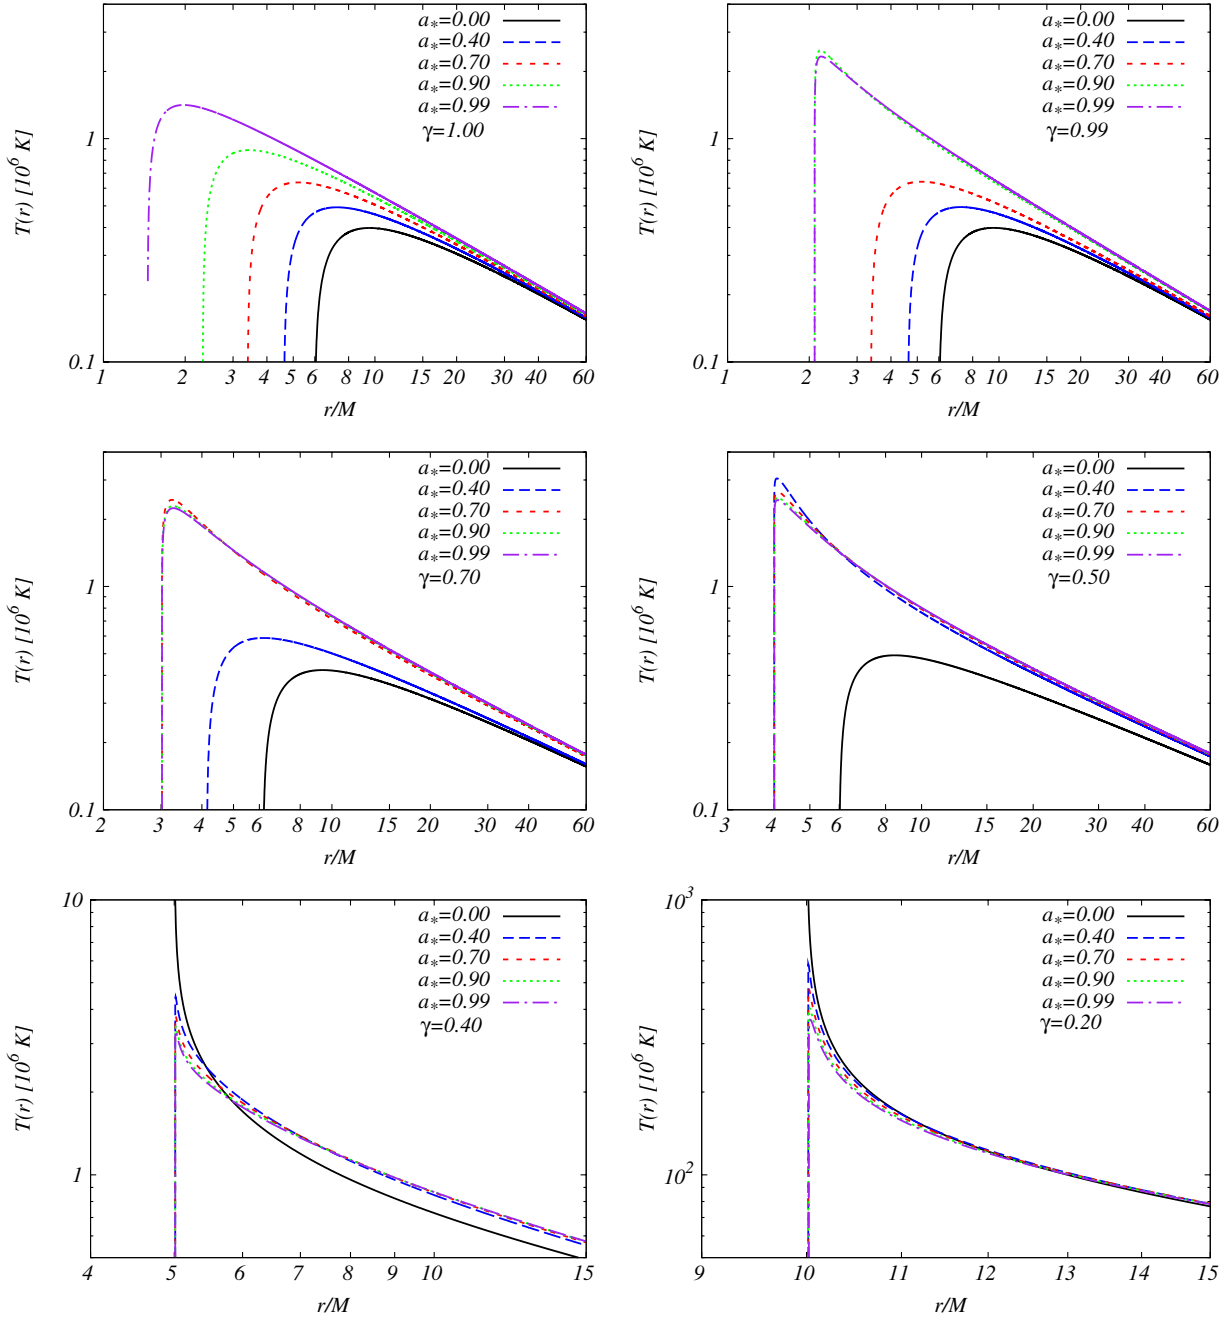 a*=0.00
a*=0.40
a*=0.70
a*=0.90
a*=0.99
γ=1.00
T(r) [10^6 K]
1
0.1
1 2 3 4 5 6 8 10 15 20 30 40 60
r/M
a*=0.00
a*=0.40
a*=0.70
a*=0.90
a*=0.99
γ=0.99
T(r) [10^6 K]
1
0.1
1 2 3 4 5 6 8 10 15 20 30 40 60
r/M
a*=0.00
a*=0.40
a*=0.70
a*=0.90
a*=0.99
γ=0.70
T(r) [10^6 K]
1
0.1
2 3 4 5 6 8 10 15 20 30 40 60
r/M
a*=0.00
a*=0.40
a*=0.70
a*=0.90
a*=0.99
γ=0.50
T(r) [10^6 K]
1
0.1
3 4 5 6 8 10 15 20 30 40 60
r/M
a*=0.00
a*=0.40
a*=0.70
a*=0.90
a*=0.99
γ=0.40
T(r) [10^6 K]
10
1
4 5 6 7 8 9 10 15
r/M
a*=0.00
a*=0.40
a*=0.70
a*=0.90
a*=0.99
γ=0.20
T(r) [10^6 K]
10^3
10^2
9 10 11 12 13 14 15
r/M